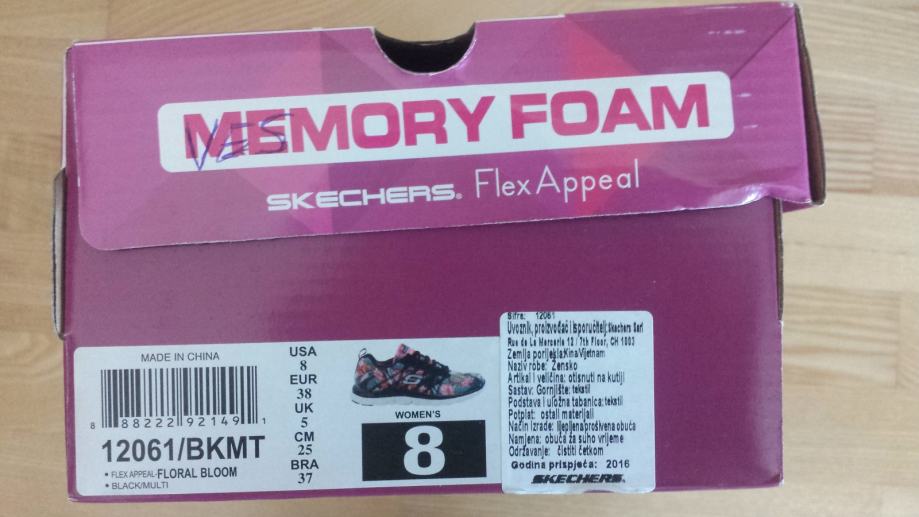 MEMORY FOAM
YES
SKECHERS. FlexAppeal
MADE IN CHINA
8 88222 92149 1
12061/BKMT
• FLEX APPEAL-FLORAL BLOOM
• BLACK/MULTI
USA
8
EUR
38
UK
5
CM
25
BRA
37
WOMEN'S
8
Šifra: 12061
Uvoznik, proizvođač i isporučitelj: Skechers Sarl
Rue de La Mercerie 12 / 7th Floor, CH 1003
Zemlja porijekla: Kina/Vijetnam
Naziv robe: Žensko
Artikal i veličina: otisnuti na kutiji
Sastav: Gornjište: tekstil
Podstava i uložna tabanica: tekstil
Potplat: ostali materijali
Način izrade: lijepljena/prošivena obuća
Namjena: obuća za suho vrijeme
Održavanje: čistiti četkom
Godina prispjeća: 2016
SKECHERS.